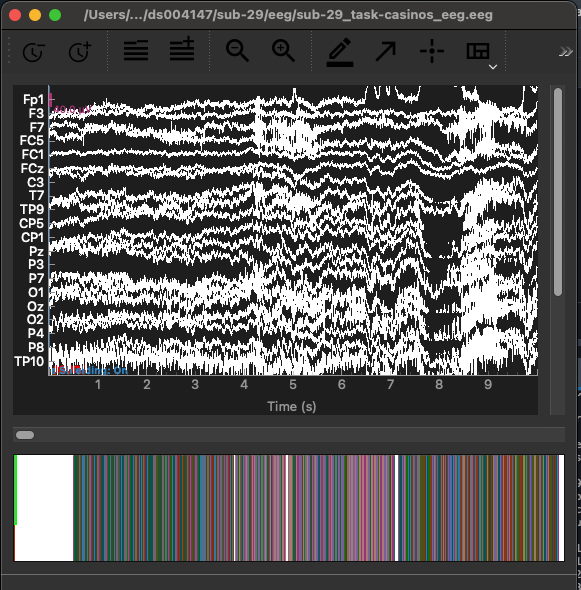 /Users/.../ds004147/sub-29/eeg/sub-29_task-casinos_eeg.eeg
»
Fp1
F3
F7
FC5
FC1
FCz
C3
T7
TP9
CP5
CP1
Pz
P3
P7
O1
Oz
O2
P4
P8
TP10
1 2 3 4 5 6 7 8 9
Time (s)